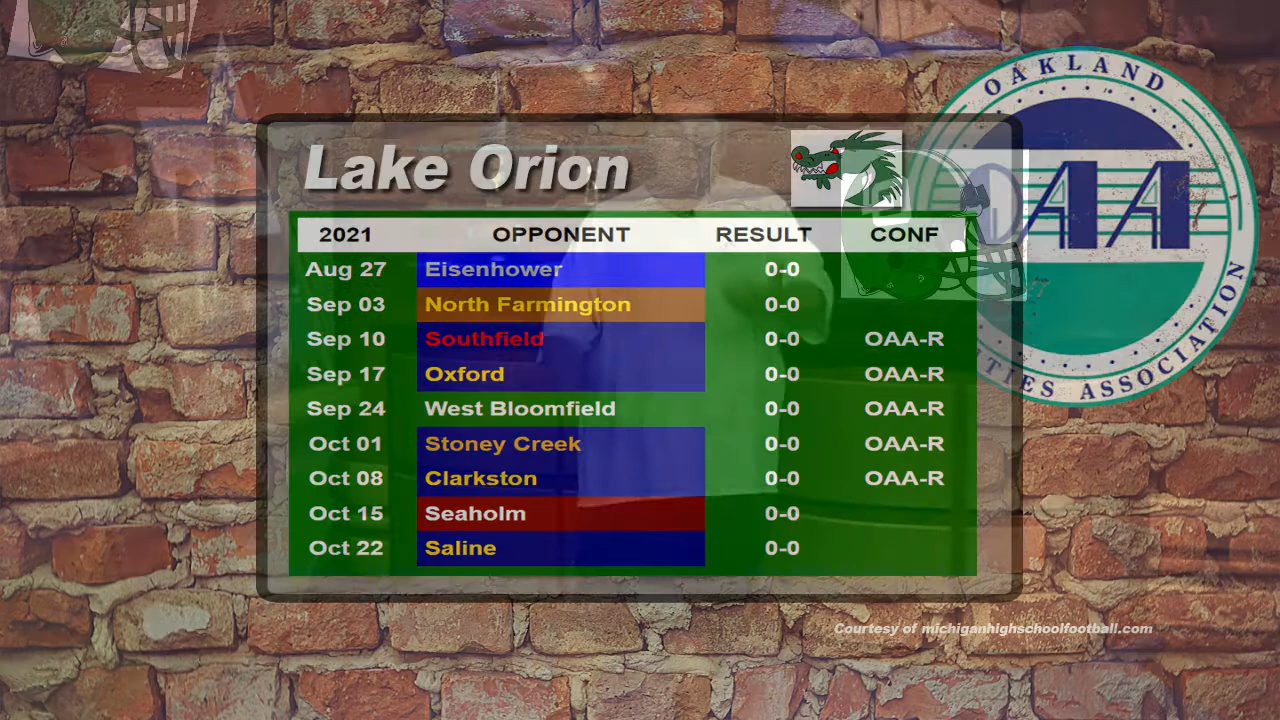 OAKLAND
AA
TIES ASSOCIATION
Lake Orion
2021 OPPONENT RESULT CONF
Aug 27 Eisenhower 0-0
Sep 03 North Farmington 0-0
Sep 10 Southfield 0-0 OAA-R
Sep 17 Oxford 0-0 OAA-R
Sep 24 West Bloomfield 0-0 OAA-R
Oct 01 Stoney Creek 0-0 OAA-R
Oct 08 Clarkston 0-0 OAA-R
Oct 15 Seaholm 0-0
Oct 22 Saline 0-0
Courtesy of michiganhighschoolfootball.com